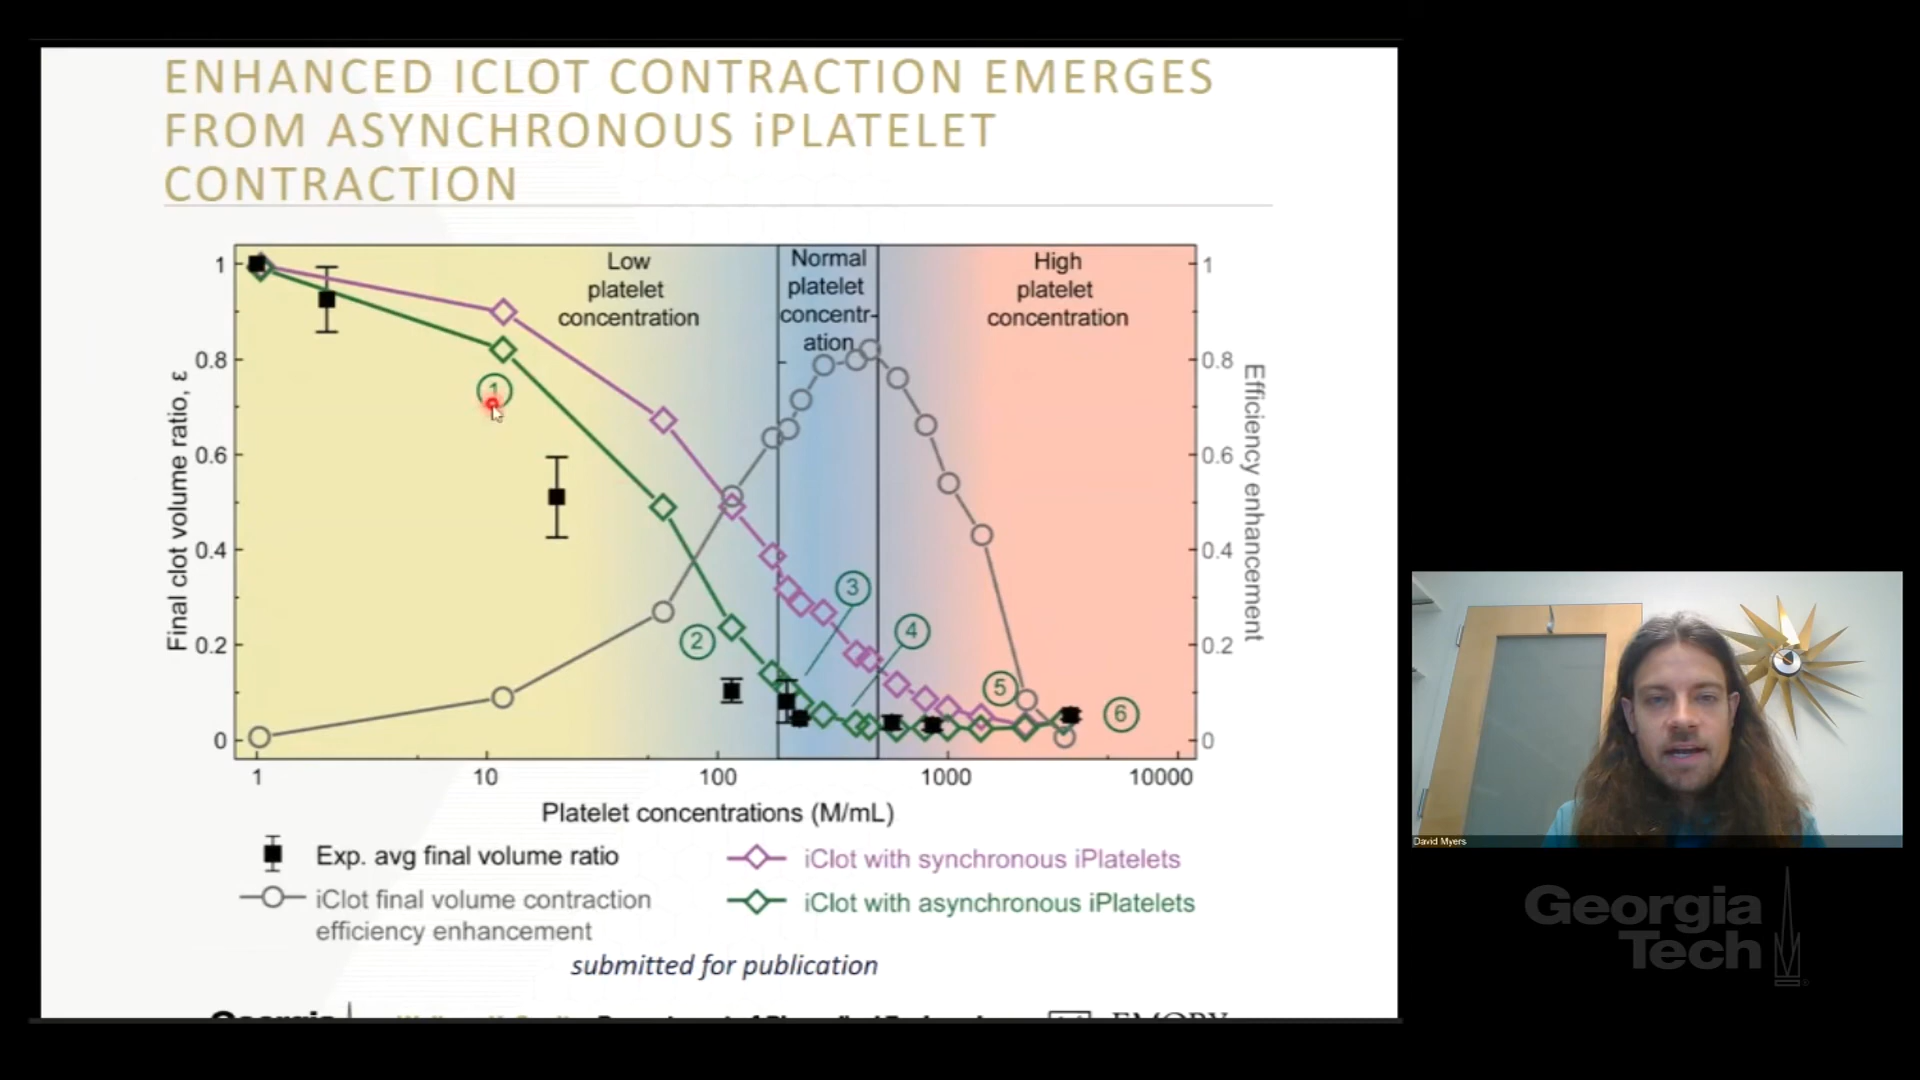 ENHANCED ICLOT CONTRACTION EMERGES
FROM ASYNCHRONOUS iPLATELET
CONTRACTION
Low
platelet
concentration
Normal
platelet
concentr-
ation
High
platelet
concentration
1
0.8
0.6
0.4
0.2
0
Final clot volume ratio, ε
1
0.8
0.6
0.4
0.2
0
Efficiency enhancement
1
2
3
4
5
6
1
10
100
1000
10000
Platelet concentrations (M/mL)
Exp. avg final volume ratio
iClot final volume contraction
efficiency enhancement
iClot with synchronous iPlatelets
iClot with asynchronous iPlatelets
submitted for publication
Georgia
EMORY
David Myers
Georgia
Tech